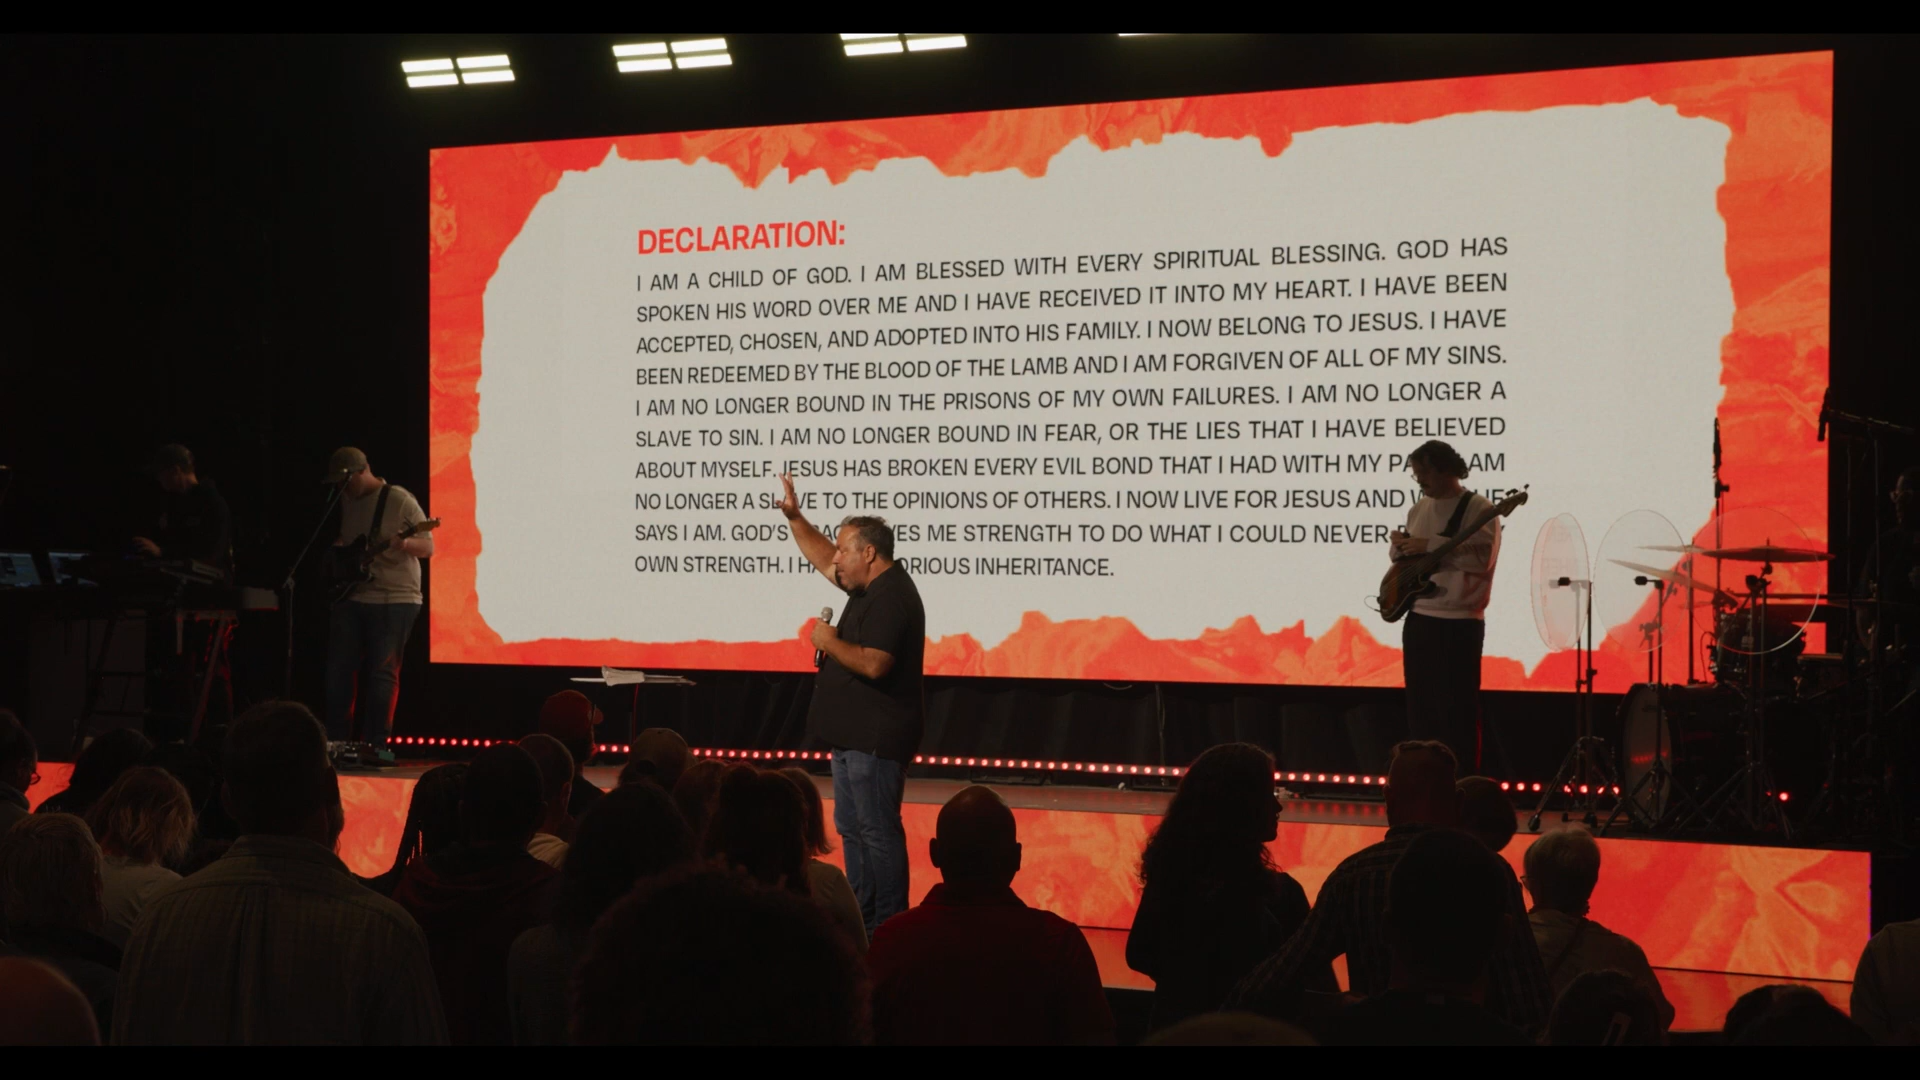 DECLARATION:
I AM A CHILD OF GOD. I AM BLESSED WITH EVERY SPIRITUAL BLESSING. GOD HAS
SPOKEN HIS WORD OVER ME AND I HAVE RECEIVED IT INTO MY HEART. I HAVE BEEN
ACCEPTED, CHOSEN, AND ADOPTED INTO HIS FAMILY. I NOW BELONG TO JESUS. I HAVE
BEEN REDEEMED BY THE BLOOD OF THE LAMB AND I AM FORGIVEN OF ALL OF MY SINS.
I AM NO LONGER BOUND IN THE PRISONS OF MY OWN FAILURES. I AM NO LONGER A
SLAVE TO SIN. I AM NO LONGER BOUND IN FEAR, OR THE LIES THAT I HAVE BELIEVED
ABOUT MYSELF. JESUS HAS BROKEN EVERY EVIL BOND THAT I HAD WITH MY AM
NO LONGER A TO THE OPINIONS OF OTHERS. I NOW LIVE FOR JESUS AND
SAYS I AM. GOD'S ME STRENGTH TO DO WHAT I COULD NEVER
OWN STRENGTH. I INHERITANCE.